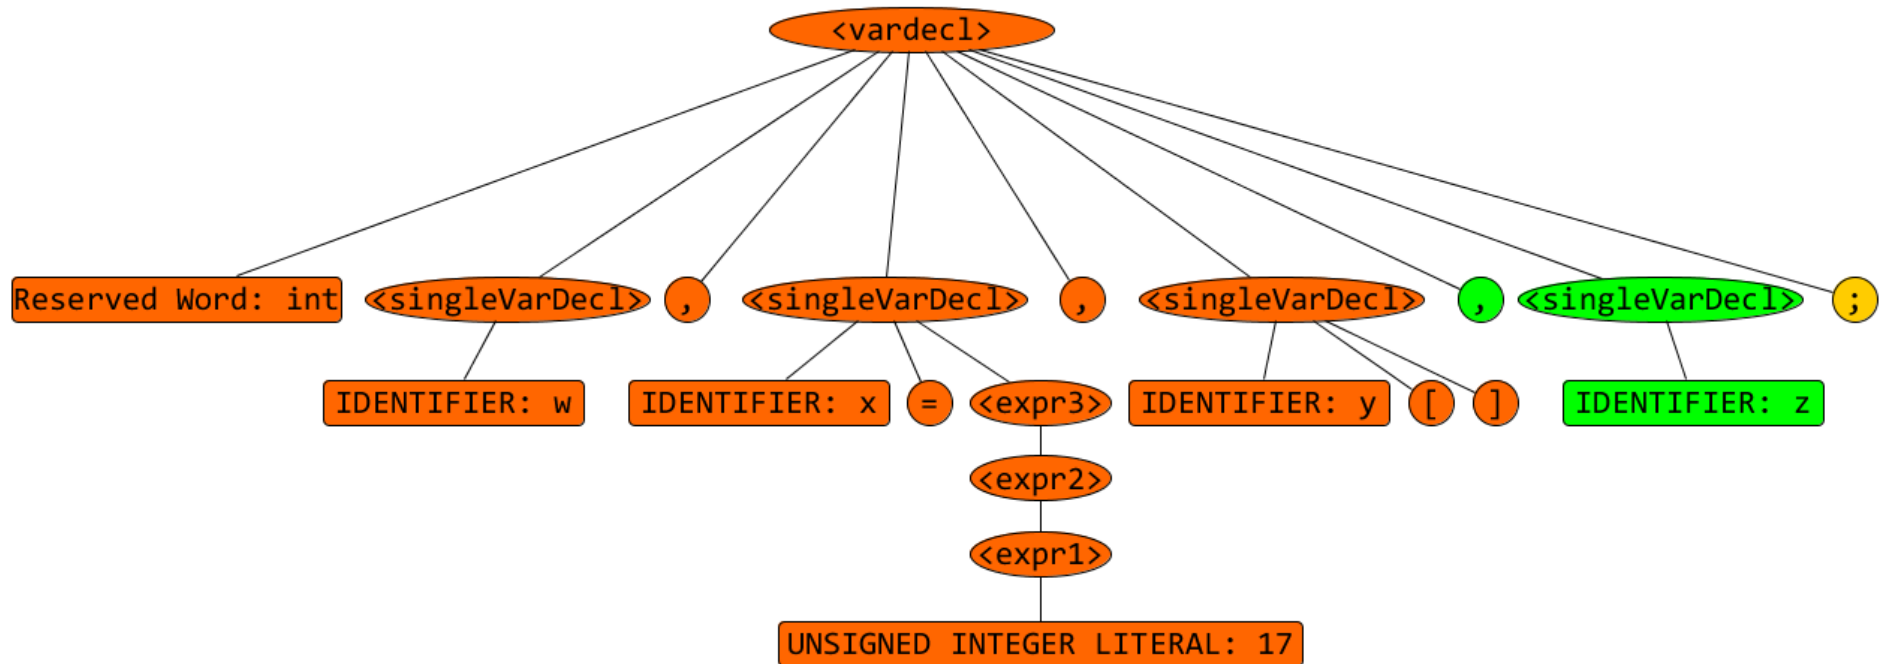 <vardecl>
Reserved Word: int <singleVarDecl> , <singleVarDecl> , <singleVarDecl> , <singleVarDecl> ;
IDENTIFIER: w IDENTIFIER: x = <expr3> IDENTIFIER: y [ ] IDENTIFIER: z
<expr2>
<expr1>
UNSIGNED INTEGER LITERAL: 17